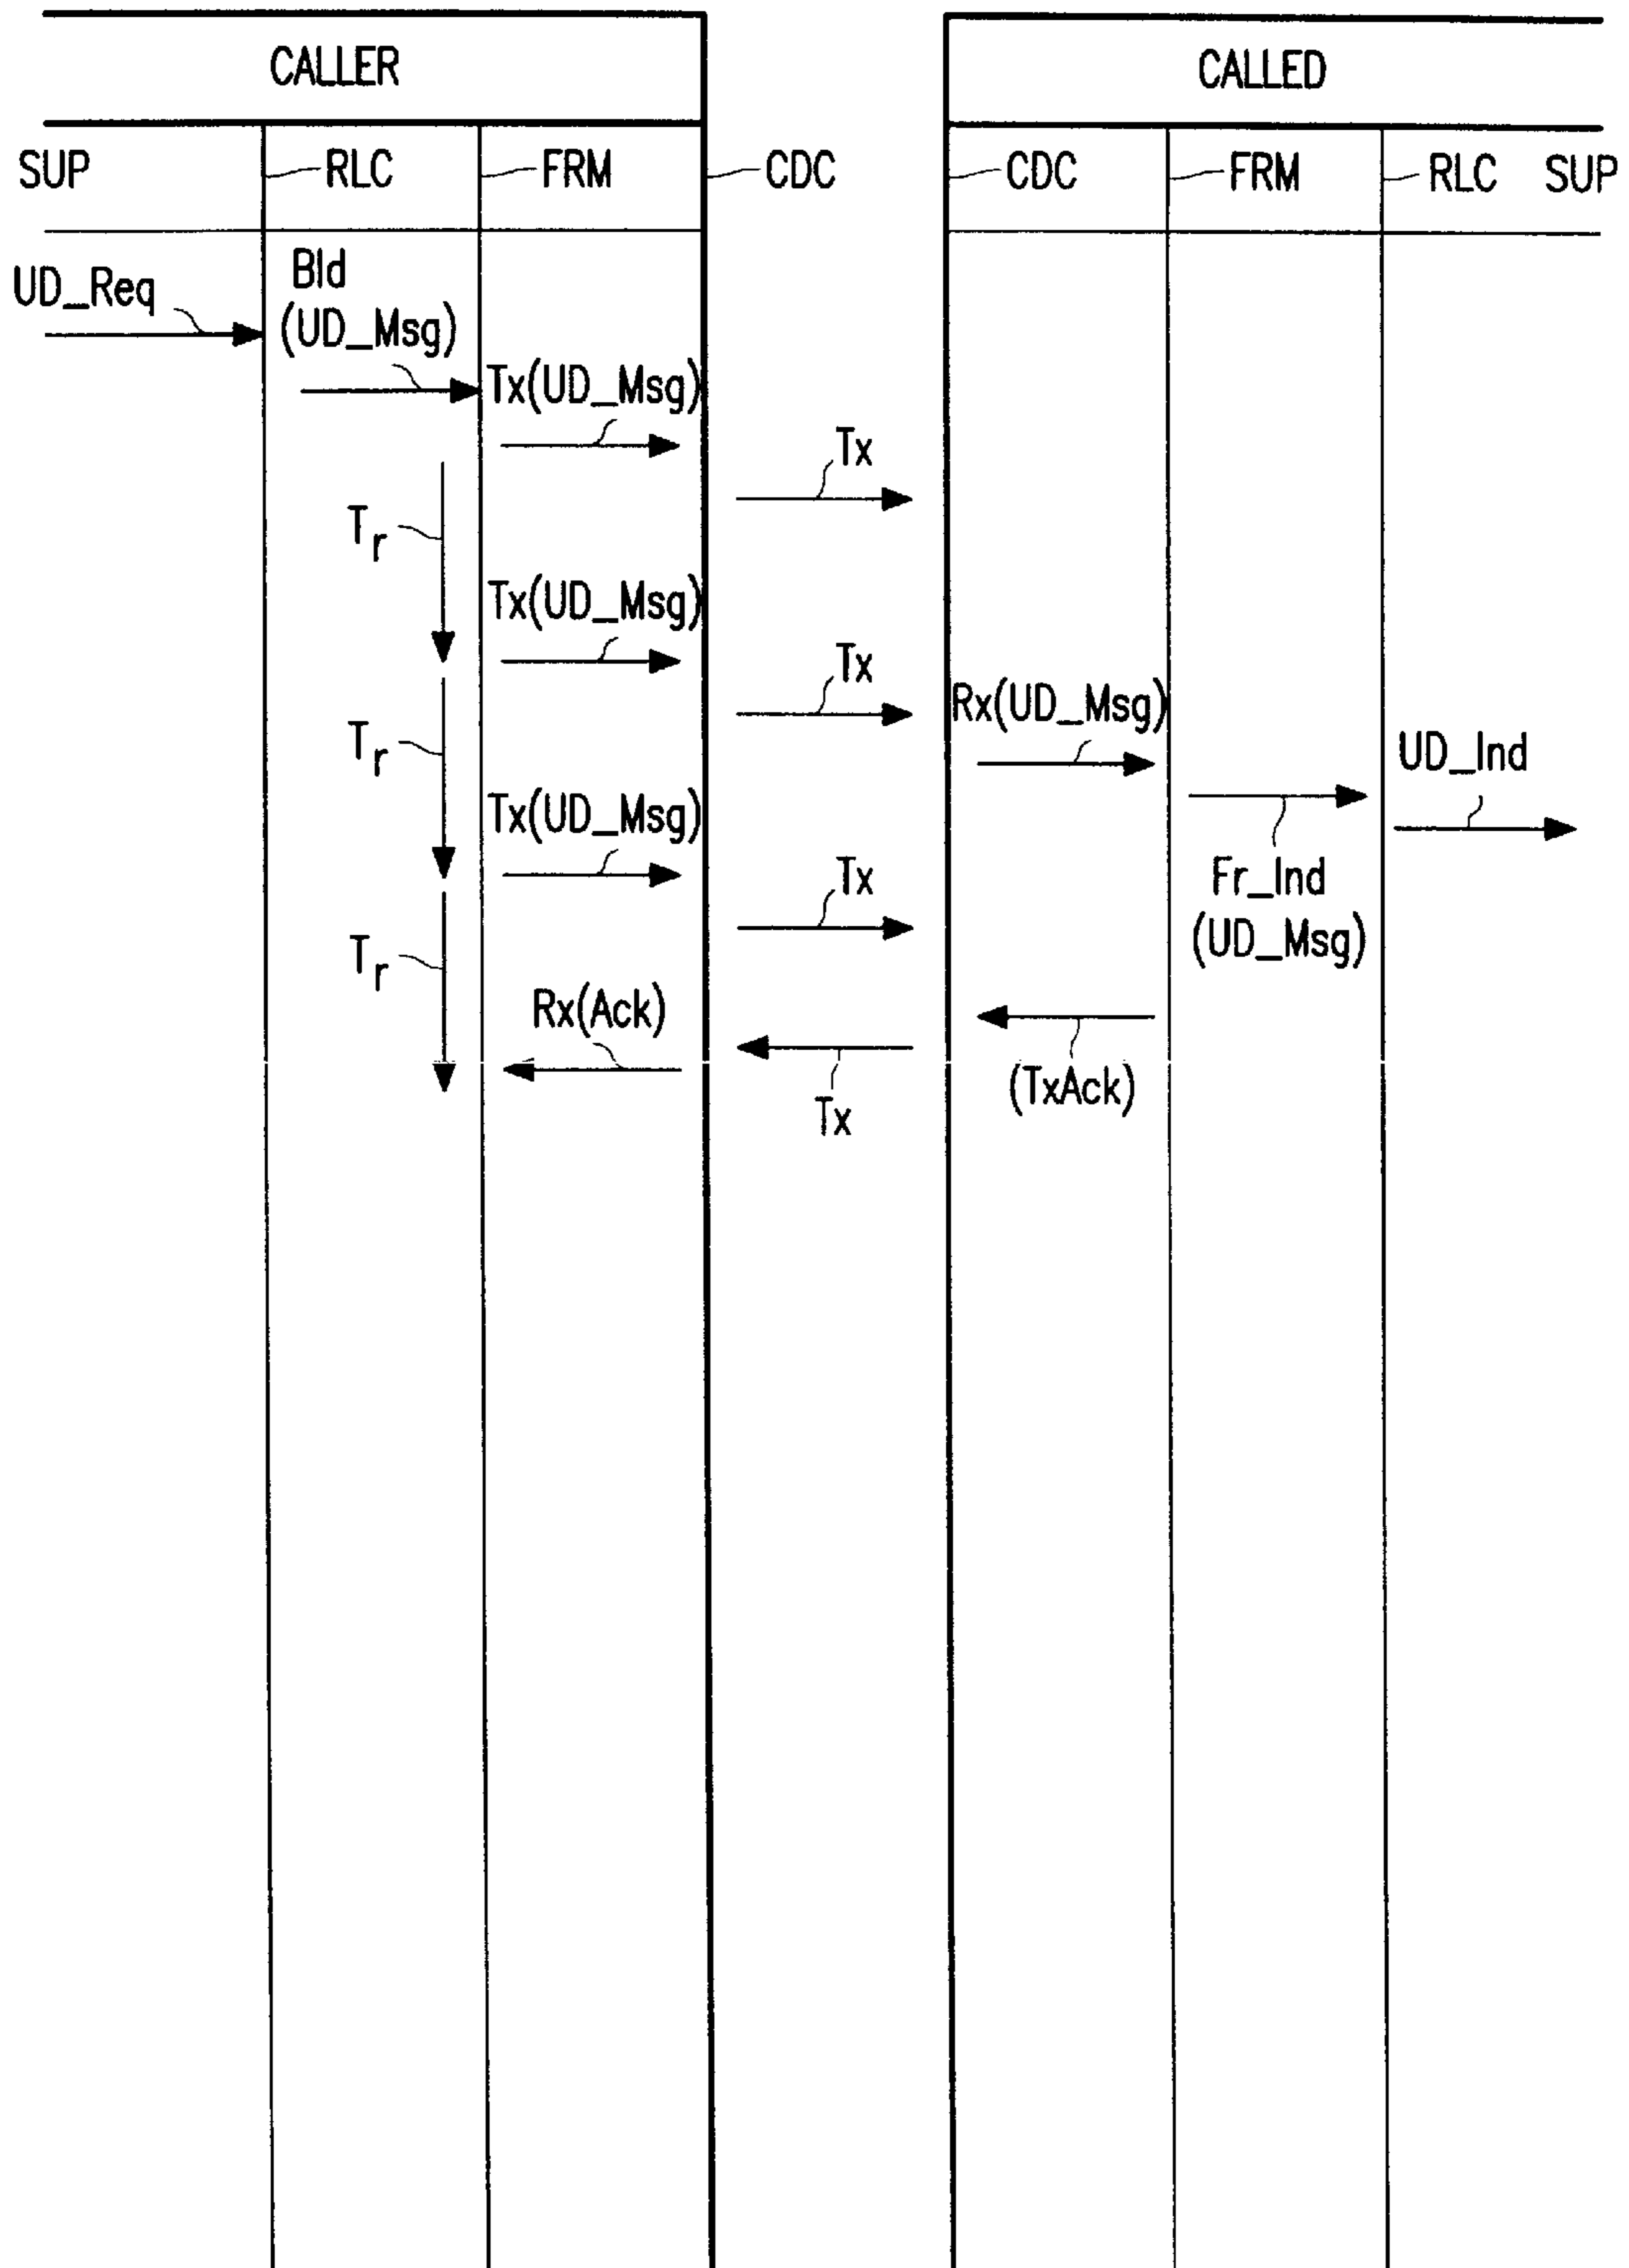 CALLER CALLED
SUP RLC FRM CDC CDC FRM RLC SUP
UD_Req
Bld
(UD_Msg)
Tx(UD_Msg)
Tx
Tr
Tx(UD_Msg)
Tx
Rx(UD_Msg)
Tr
UD_Ind
Tx(UD_Msg)
Tx
Fr_Ind
(UD_Msg)
Tr
Rx(Ack)
(TxAck)
Tx